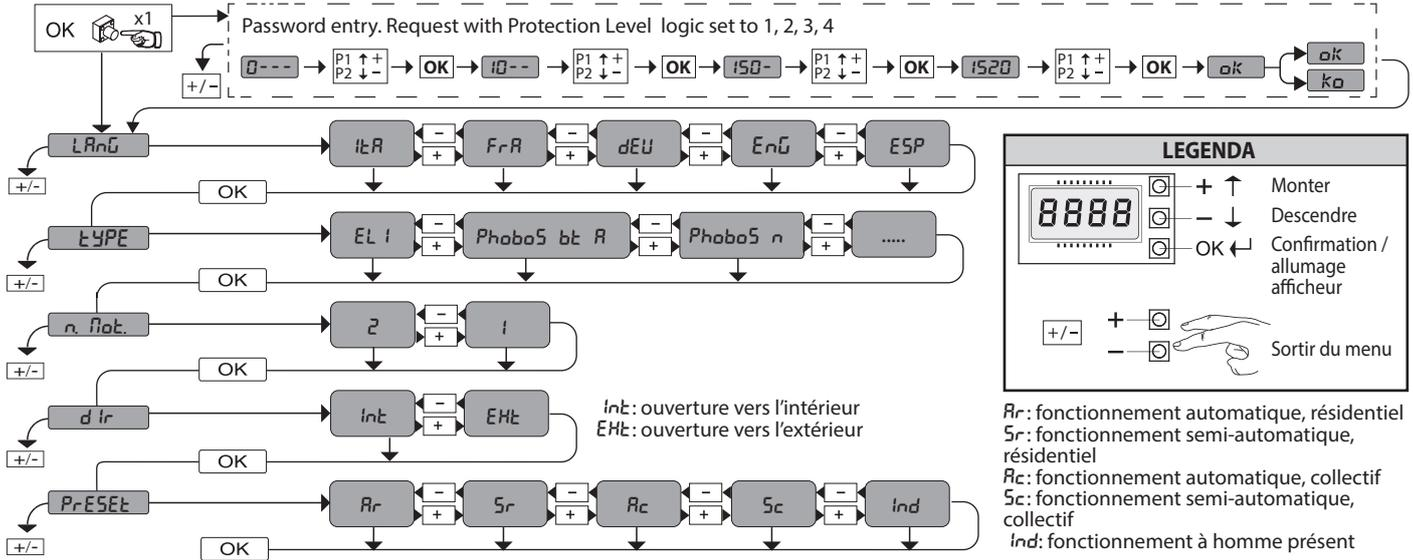 OK x1
Password entry. Request with Protection Level logic set to 1, 2, 3, 4
+/-
0--- P1 ↑ + P2 ↓ - OK 10-- P1 ↑ + P2 ↓ - OK 150- P1 ↑ + P2 ↓ - OK 1520 P1 ↑ + P2 ↓ - OK oK
oK
Ko
LAnG ItA - + FrA - + dEU - + EnG - + ESP
+/-
OK
tYPE EL I - + PhoboS bt A - + PhoboS n - + .....
+/-
OK
n. Mot. 2 - + 1
+/-
OK
dIr Int - + EHt
+/-
Int: ouverture vers l'intérieur
EHt: ouverture vers l'extérieur
OK
PrESEt Ar - + Sr - + Ac - + Sc - + Ind
+/-
OK
LEGENDA
8888
+ ↑ Monter
- ↓ Descendre
OK Confirmation /
allumage
afficheur
+/- + -
Sortir du menu
Ar: fonctionnement automatique, résidentiel
Sr: fonctionnement semi-automatique,
résidentiel
Ac: fonctionnement automatique, collectif
Sc: fonctionnement semi-automatique,
collectif
Ind: fonctionnement à homme présent